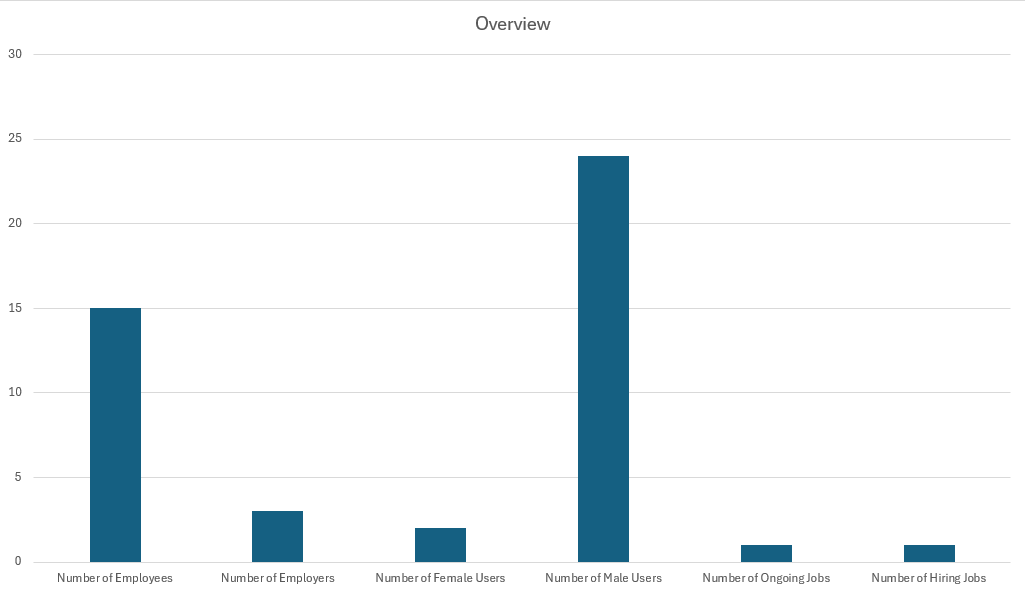 Overview
30
25
20
15
10
5
0
Number of Employees
Number of Employers
Number of Female Users
Number of Male Users
Number of Ongoing Jobs
Number of Hiring Jobs